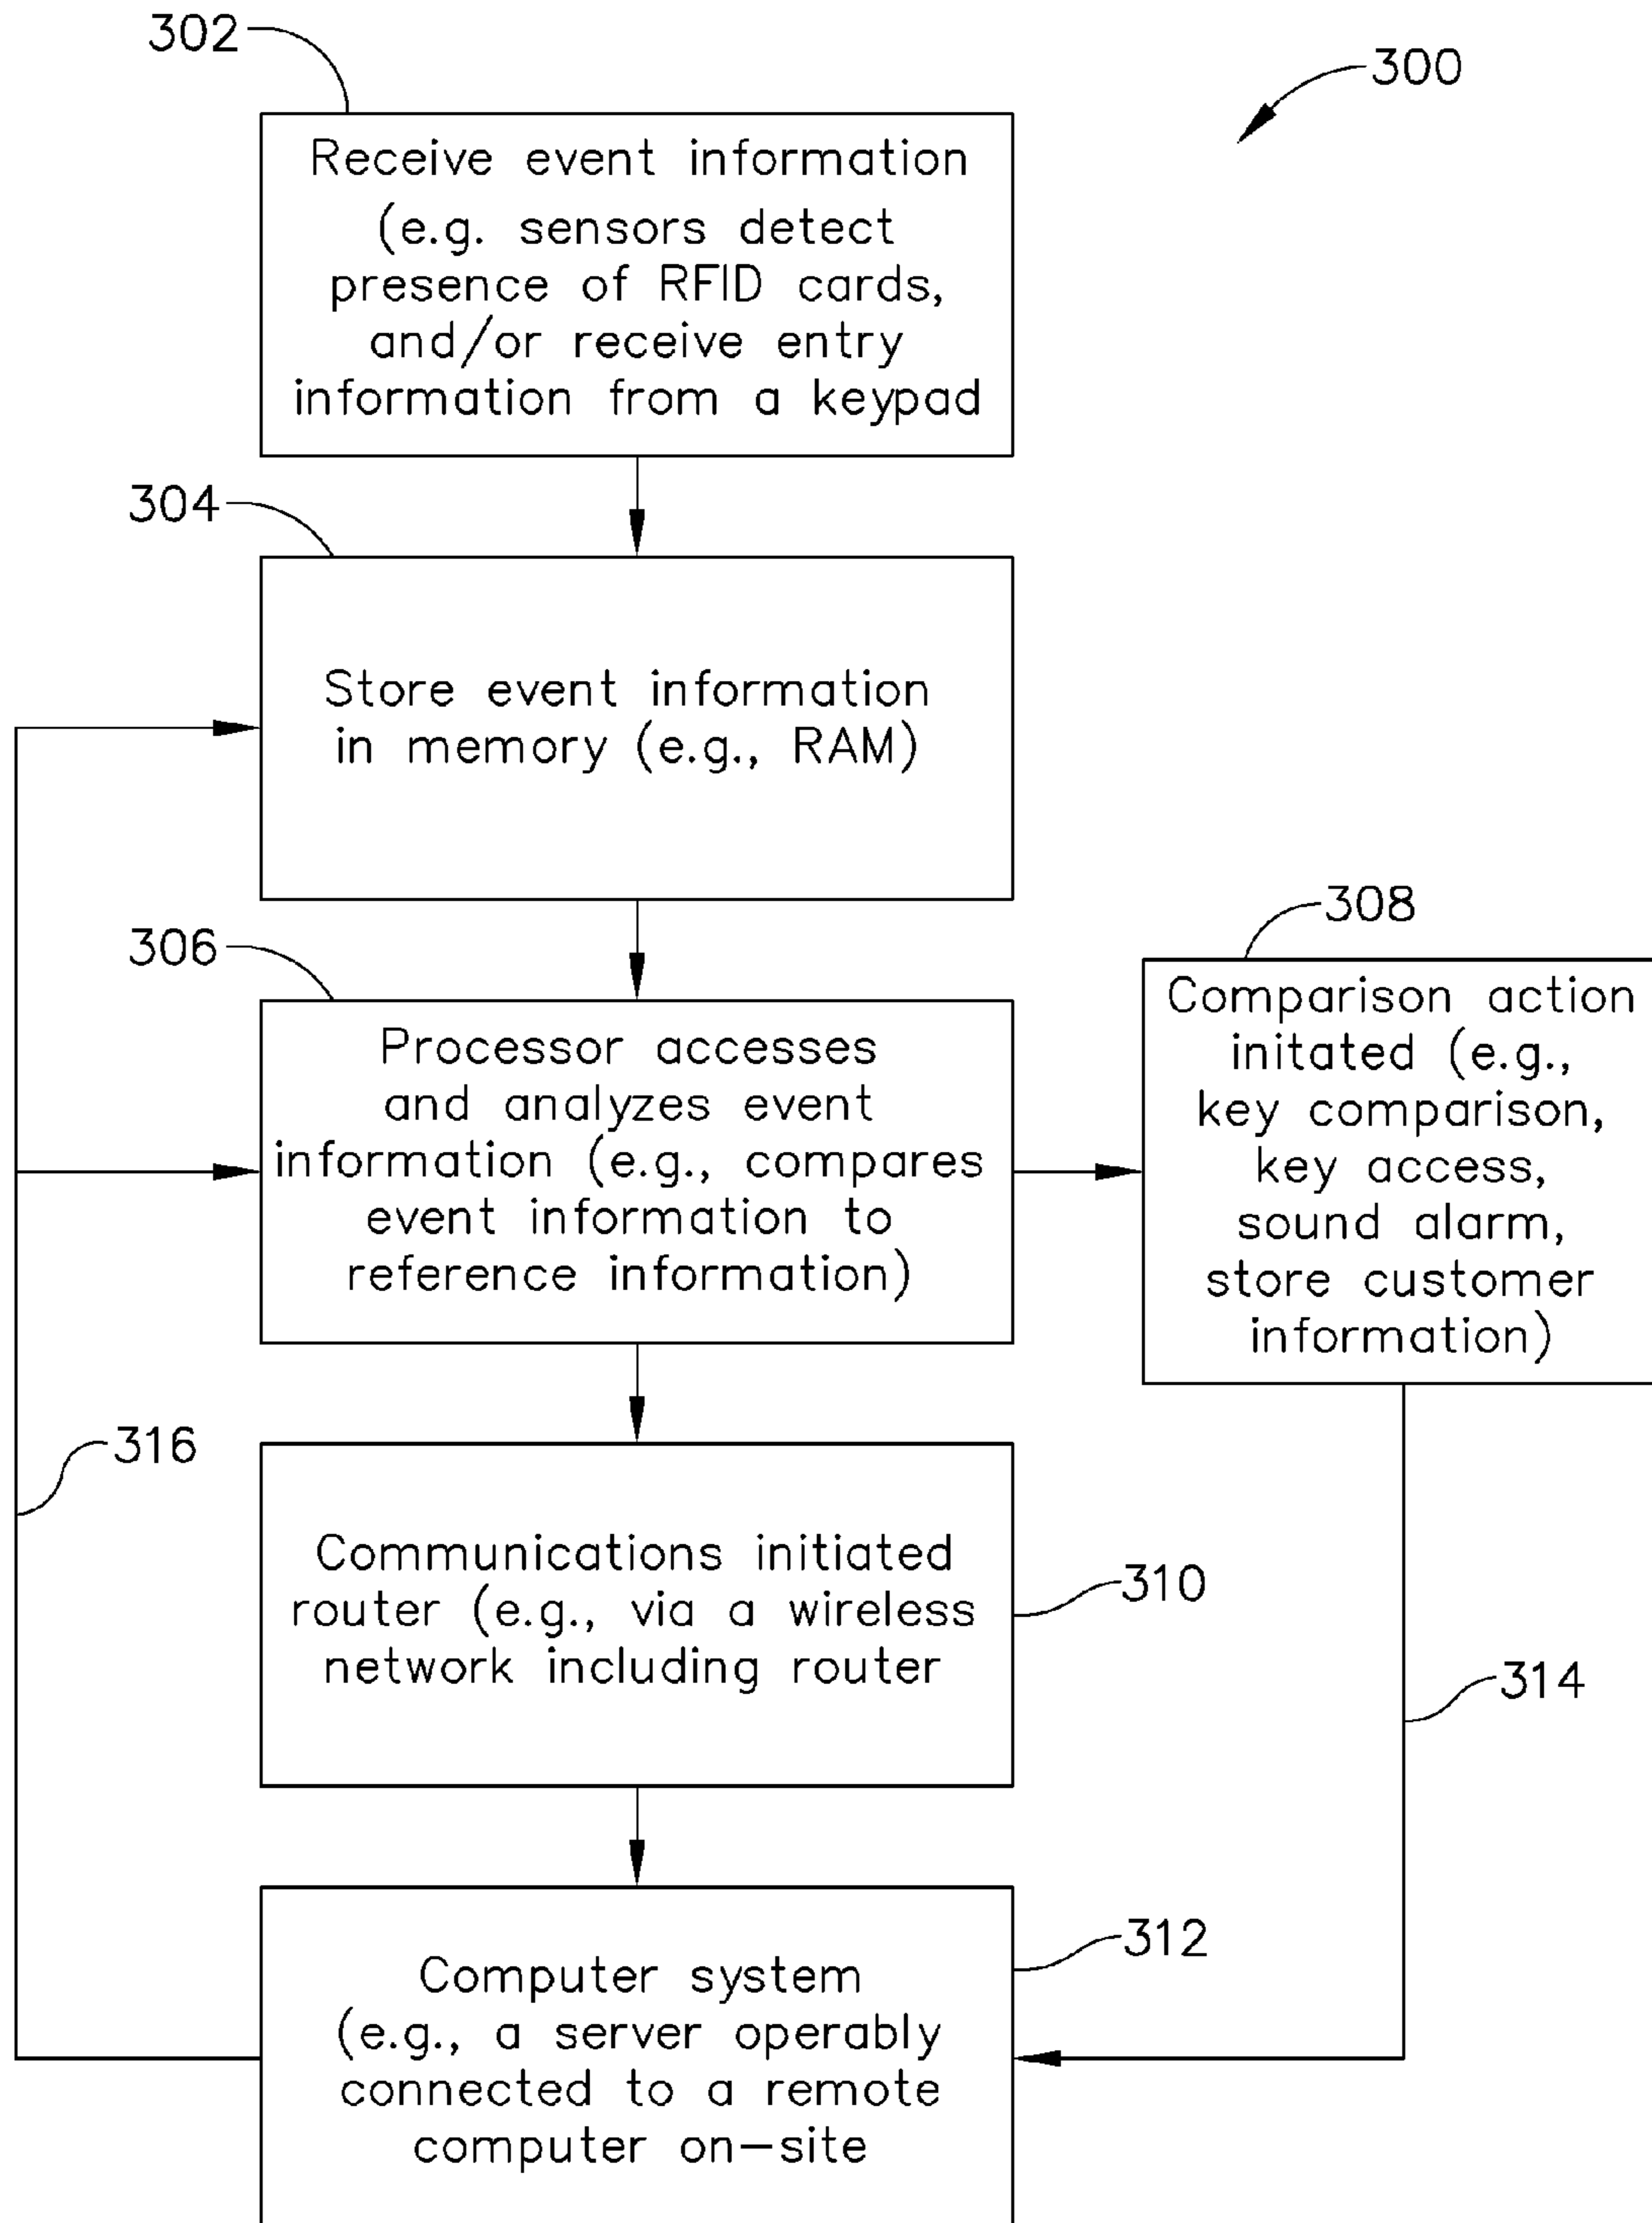 302
300
Receive event information
(e.g. sensors detect
presence of RFID cards,
and/or receive entry
information from a keypad
304
Store event information
in memory (e.g., RAM)
306
Processor accesses
and analyzes event
information (e.g., compares
event information to
reference information)
308
Comparison action
initated (e.g.,
key comparison,
key access,
sound alarm,
store customer
information)
316
Communications initiated
router (e.g., via a wireless
network including router
310
314
312
Computer system
(e.g., a server operably
connected to a remote
computer on-site